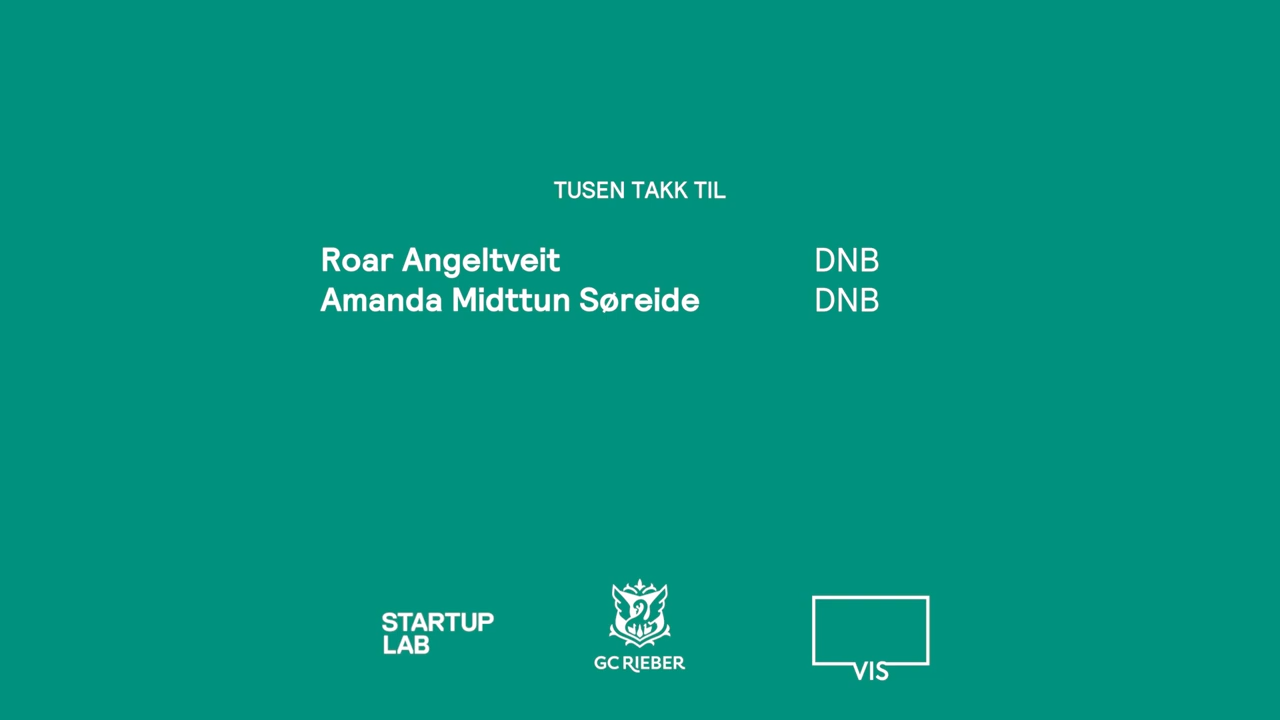 TUSEN TAKK TIL
Roar Angeltveit DNB
Amanda Midttun Søreide DNB
STARTUP
LAB
GC RIEBER
VIS